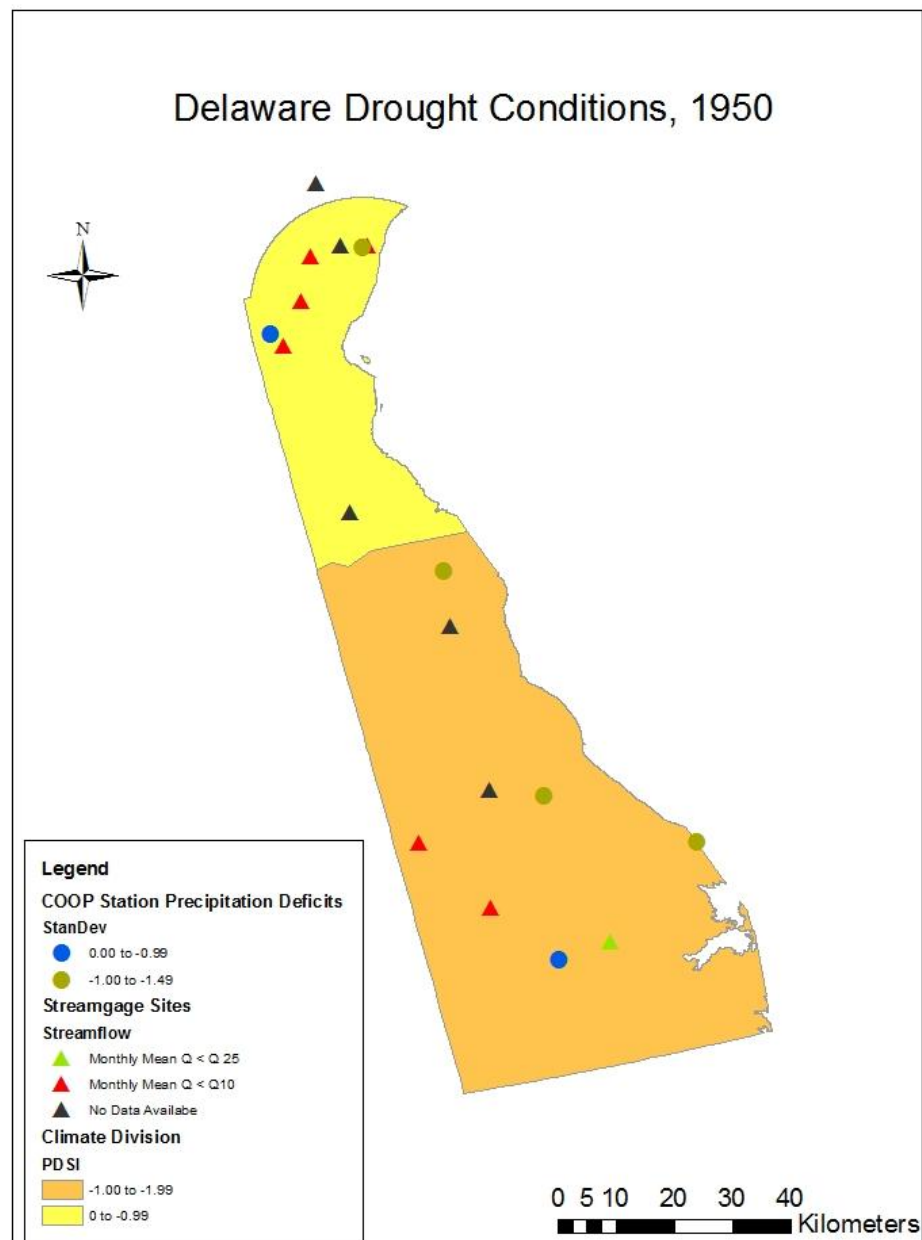 Delaware Drought Conditions, 1950
N
Legend
COOP Station Precipitation Deficits
StanDev
0.00 to -0.99
-1.00 to -1.49
Streamgage Sites
Streamflow
Monthly Mean Q < Q 25
Monthly Mean Q < Q10
No Data Availabe
Climate Division
PDSI
-1.00 to -1.99
0 to -0.99
0 5 10 20 30 40
Kilometers